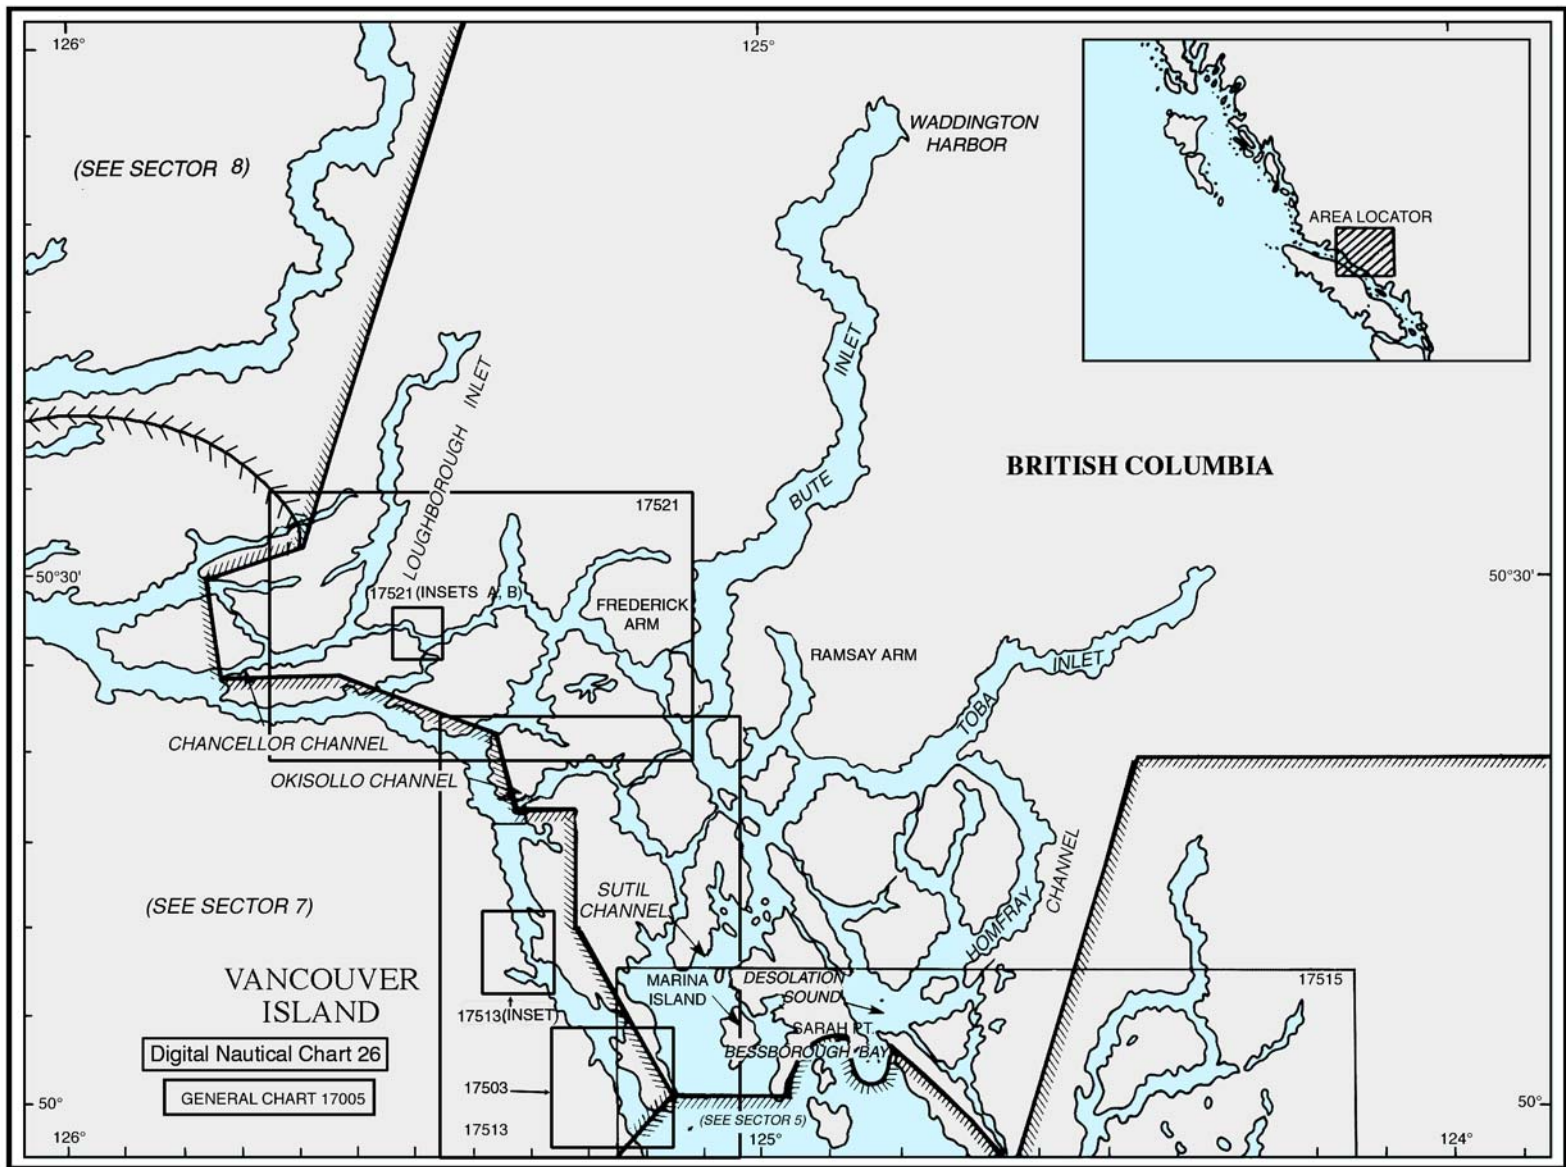 126°
125°
(SEE SECTOR 8)
WADDINGTON
HARBOR
AREA LOCATOR
INLET
BUTE
LOUGHBOROUGH INLET
BRITISH COLUMBIA
17521
50°30'
50°30'
17521 (INSETS A, B)
FREDERICK
ARM
RAMSAY ARM
INLET
TOBA
CHANCELLOR CHANNEL
OKISOLLO CHANNEL
HOMFRAY
CHANNEL
SUTIL
CHANNEL
(SEE SECTOR 7)
VANCOUVER
ISLAND
MARINA
ISLAND
DESOLATION
SOUND
17515
17513 (INSET)
SARAH PT.
BESSBOROUGH BAY
Digital Nautical Chart 26
GENERAL CHART 17005
17503
17513
(SEE SECTOR 5)
50°
50°
126°
125°
124°